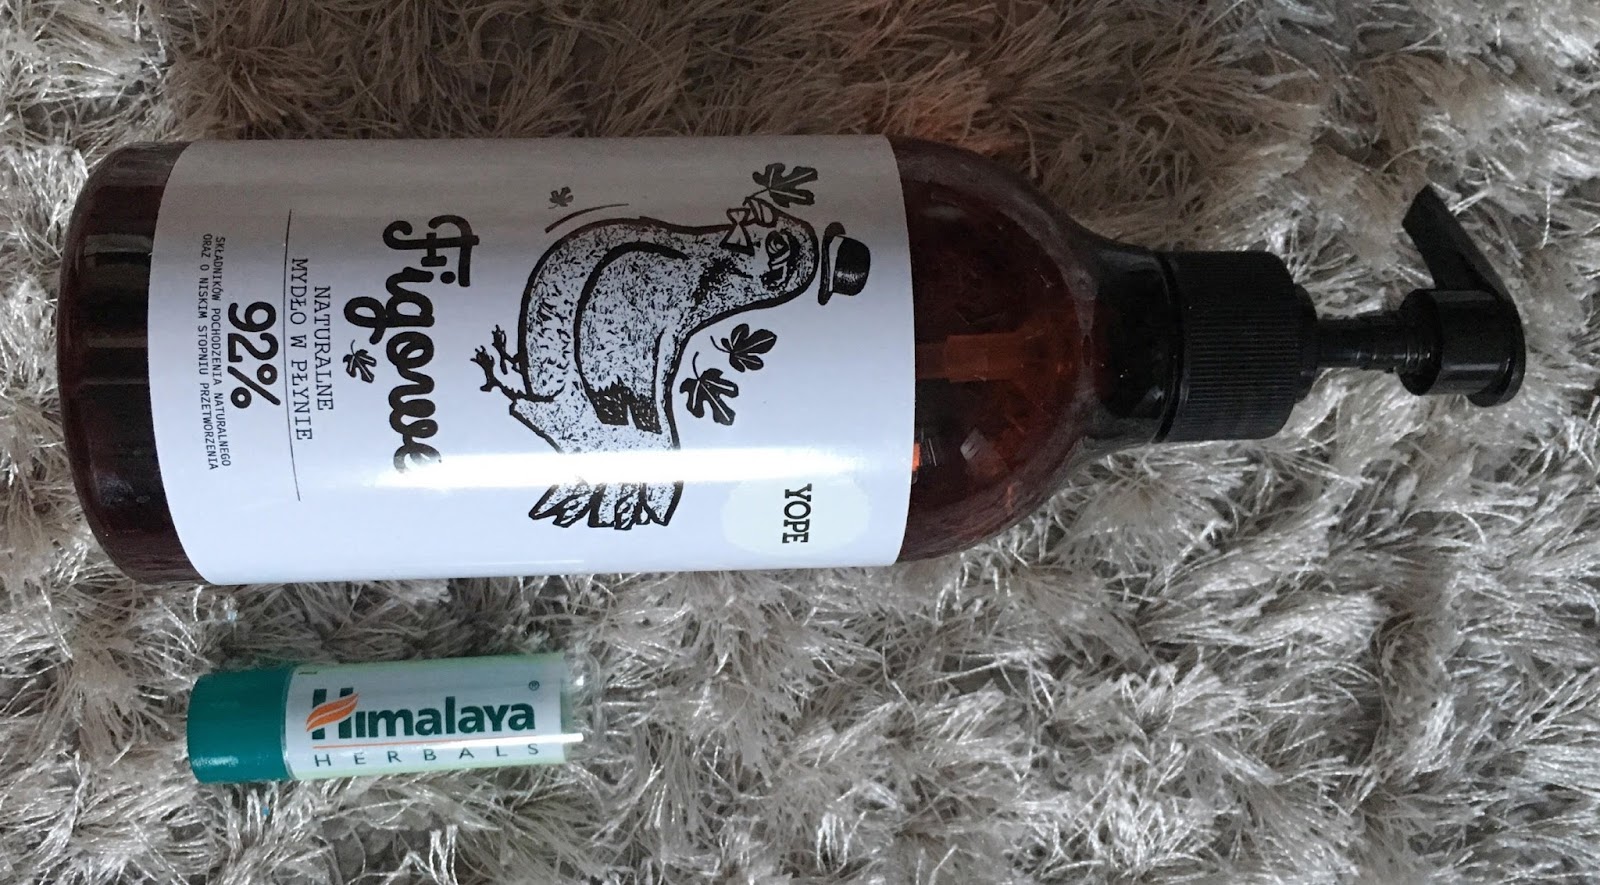 YOPE
Figowe
NATURALNE
MYDŁO W PŁYNIE
92%
SKŁADNIKÓW POCHODZENIA NATURALNEGO
ORAZ O NISKIM STOPNIU PRZETWORZENIA
Himalaya®
HERBALS